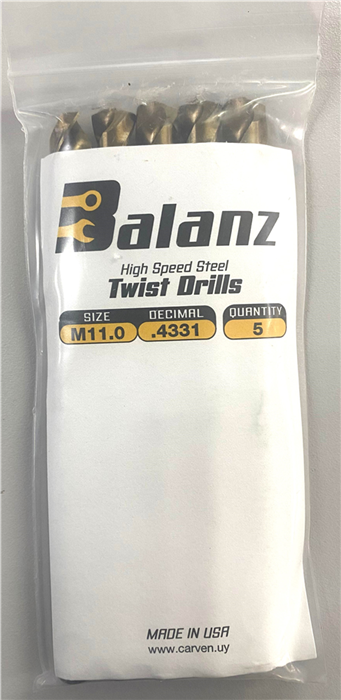 Balanz
High Speed Steel
Twist Drills
SIZE DECIMAL QUANTITY
M11.0 .4331 5
MADE IN USA
www.carven.uy